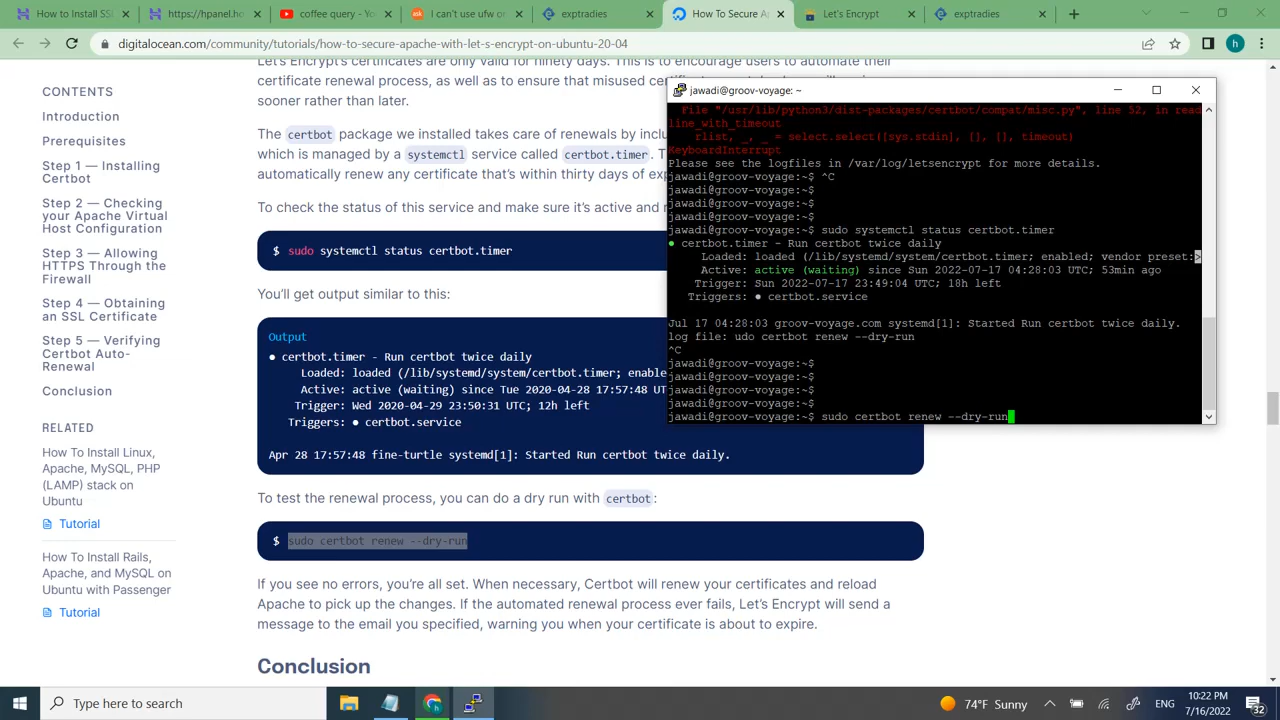 How to Install SSL
https://hpanel.ho
coffee query - Yo
I can't use ufw o
exptradies
How To Secure Ap
Let's Encrypt
exptradies
digitalocean.com/community/tutorials/how-to-secure-apache-with-let-s-encrypt-on-ubuntu-20-04
h
CONTENTS
Introduction
Prerequisites
Step 1 — Installing
Certbot
Step 2 — Checking
your Apache Virtual
Host Configuration
Step 3 — Allowing
HTTPS Through the
Firewall
Step 4 — Obtaining
an SSL Certificate
Step 5 — Verifying
Certbot Auto-
Renewal
Conclusion
RELATED
How To Install Linux,
Apache, MySQL, PHP
(LAMP) stack on
Ubuntu
Tutorial
How To Install Rails,
Apache, and MySQL on
Ubuntu with Passenger
Tutorial
Let's Encrypt's certificates are only valid for ninety days. This is to encourage users to automate their
certificate renewal process, as well as to ensure that misused
sooner rather than later.
The certbot package we installed takes care of renewals by
which is managed by a systemctl service called certbot.timer.
automatically renew any certificate that's within thirty days of
To check the status of this service and make sure it's active and
$ sudo systemctl status certbot.timer
You'll get output similar to this:
Output
● certbot.timer - Run certbot twice daily
Loaded: loaded (/lib/systemd/system/certbot.timer; enable
Active: active (waiting) since Tue 2020-04-28 17:57:48 UT
Trigger: Wed 2020-04-29 23:50:31 UTC; 12h left
Triggers: ● certbot.service
Apr 28 17:57:48 fine-turtle systemd[1]: Started Run certbot twice daily.
To test the renewal process, you can do a dry run with certbot:
$ sudo certbot renew --dry-run
If you see no errors, you're all set. When necessary, Certbot will renew your certificates and reload
Apache to pick up the changes. If the automated renewal process ever fails, Let's Encrypt will send a
message to the email you specified, warning you when your certificate is about to expire.
Conclusion
jawadi@groov-voyage: ~
File "/usr/lib/python3/dist-packages/certbot/compat/misc.py", line 52, in read
line_with_timeout
rlist, _, _ = select.select([sys.stdin], [], [], timeout)
KeyboardInterrupt
Please see the logfiles in /var/log/letsencrypt for more details.
jawadi@groov-voyage:~$ ^C
jawadi@groov-voyage:~$
jawadi@groov-voyage:~$
jawadi@groov-voyage:~$
jawadi@groov-voyage:~$ sudo systemctl status certbot.timer
● certbot.timer - Run certbot twice daily
Loaded: loaded (/lib/systemd/system/certbot.timer; enabled; vendor preset:>
Active: active (waiting) since Sun 2022-07-17 04:28:03 UTC; 53min ago
Trigger: Sun 2022-07-17 23:49:04 UTC; 18h left
Triggers: ● certbot.service
Jul 17 04:28:03 groov-voyage.com systemd[1]: Started Run certbot twice daily.
log file: udo certbot renew --dry-run
^C
jawadi@groov-voyage:~$
jawadi@groov-voyage:~$
jawadi@groov-voyage:~$
jawadi@groov-voyage:~$
jawadi@groov-voyage:~$ sudo certbot renew --dry-run
Type here to search
74°F Sunny
ENG
10:22 PM
7/16/2022
32